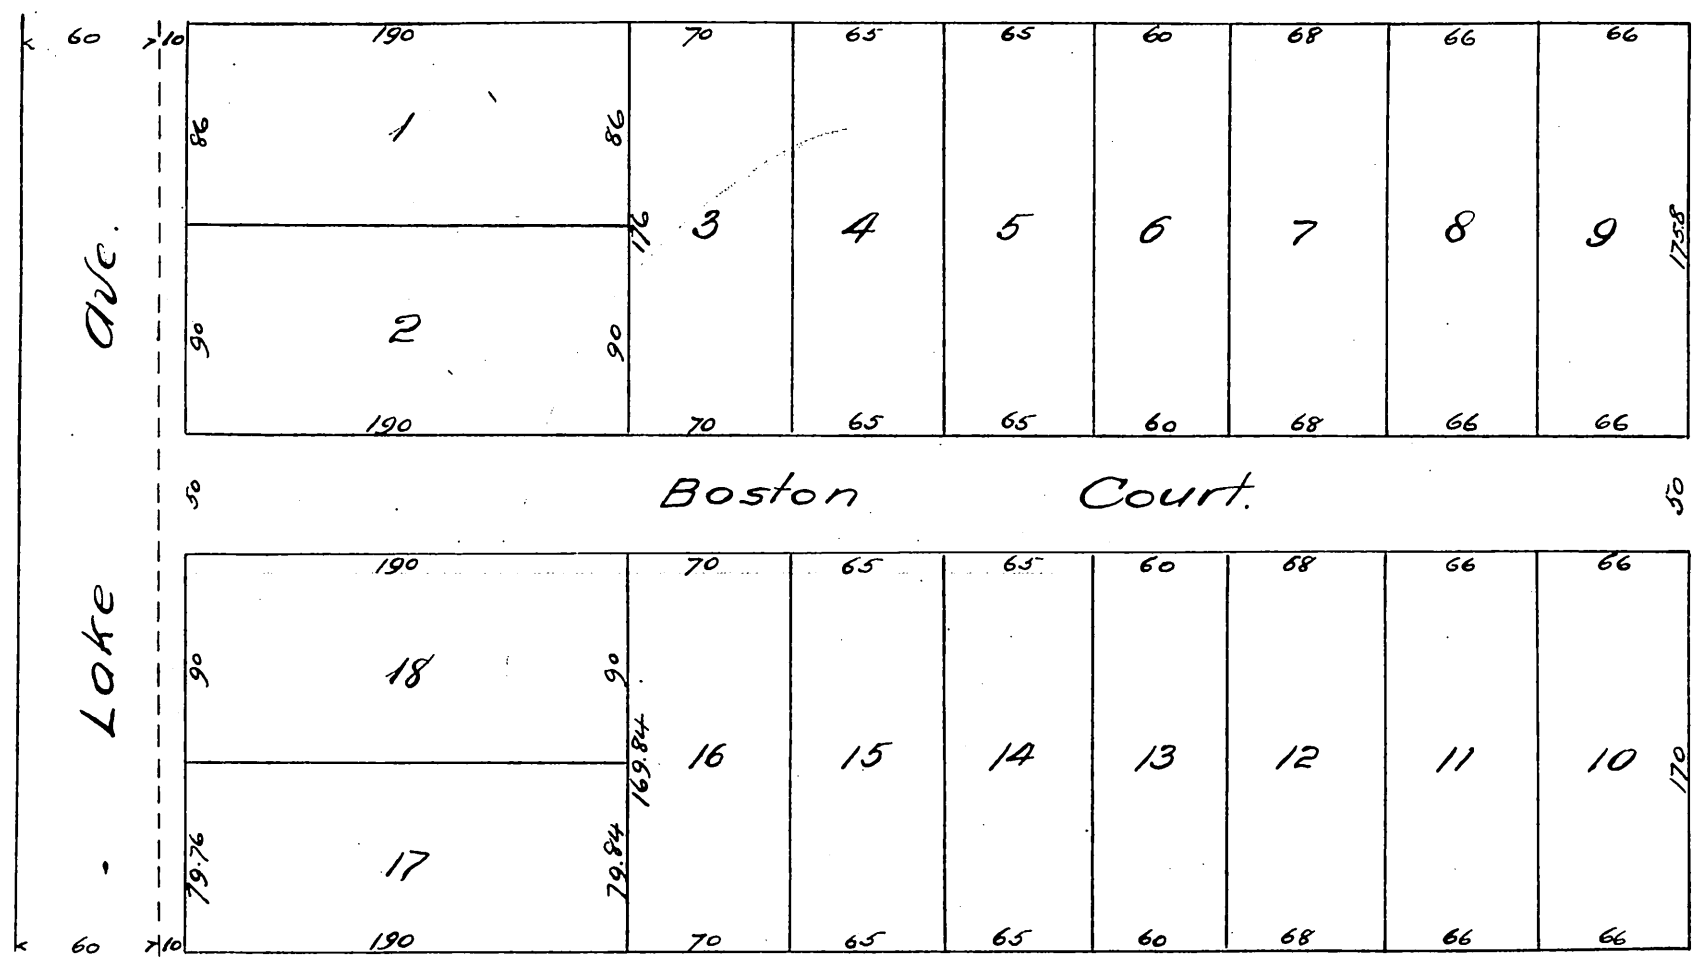 60 10 190 70 65 65 60 68 66 66
86 1 86
176 3 4 5 6 7 8 9 175.8
90 2 90
190 70 65 65 60 68 66 66
Lake Ave.
50 Boston Court. 50
190 70 65 65 60 68 66 66
90 18 90
169.84 16 15 14 13 12 11 10 170
79.76 17 79.84
60 10 190 70 65 65 60 68 66 66